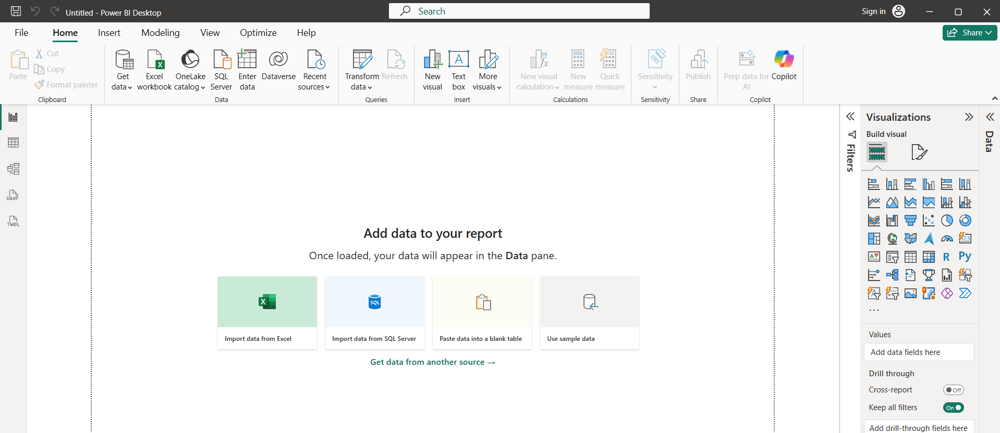 Untitled - Power BI Desktop
Search
Sign in
File
Home
Insert
Modeling
View
Optimize
Help
Share
Paste
Cut
Copy
Format painter
Clipboard
Get
data
Excel
workbook
OneLake
catalog
SQL
Server
Enter
data
Dataverse
Recent
sources
Data
Transform
data
Refresh
Queries
New
visual
A
Text
box
More
visuals
Insert
fx
New visual
calculation
New
measure
Quick
measure
Calculations
Sensitivity
Sensitivity
Publish
Share
Prep data for
AI
Copilot
Copilot
DAX
TMDL
Add data to your report
Once loaded, your data will appear in the Data pane.
X
SQL
Import data from Excel
Import data from SQL Server
Paste data into a blank table
Use sample data
Get data from another source →
Filters
Visualizations
Build visual
123
R
Py
A
...
Values
Add data fields here
Drill through
Cross-report
Off
Keep all filters
On
Add drill-through fields here
Data